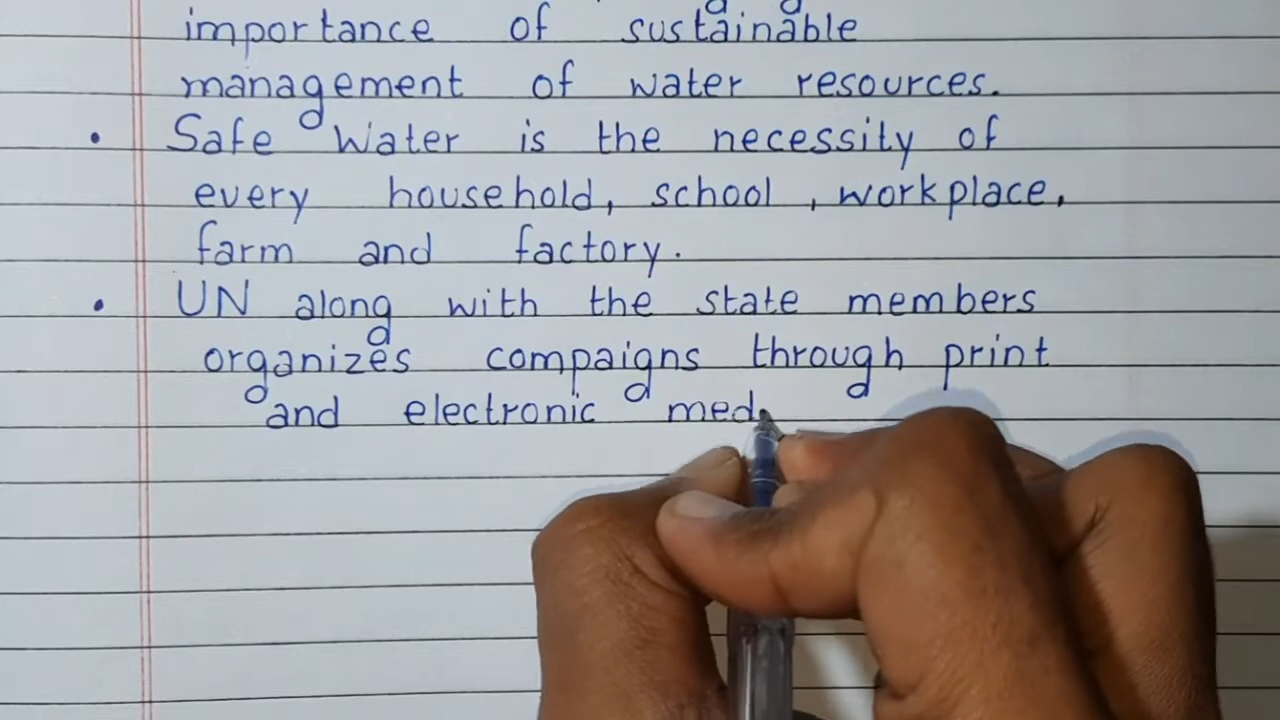 importance of sustainable
management of water resources.
• Safe Water is the necessity of
every household, school, workplace,
farm and factory.
• UN along with the state members
organizes compaigns through print
and electronic med